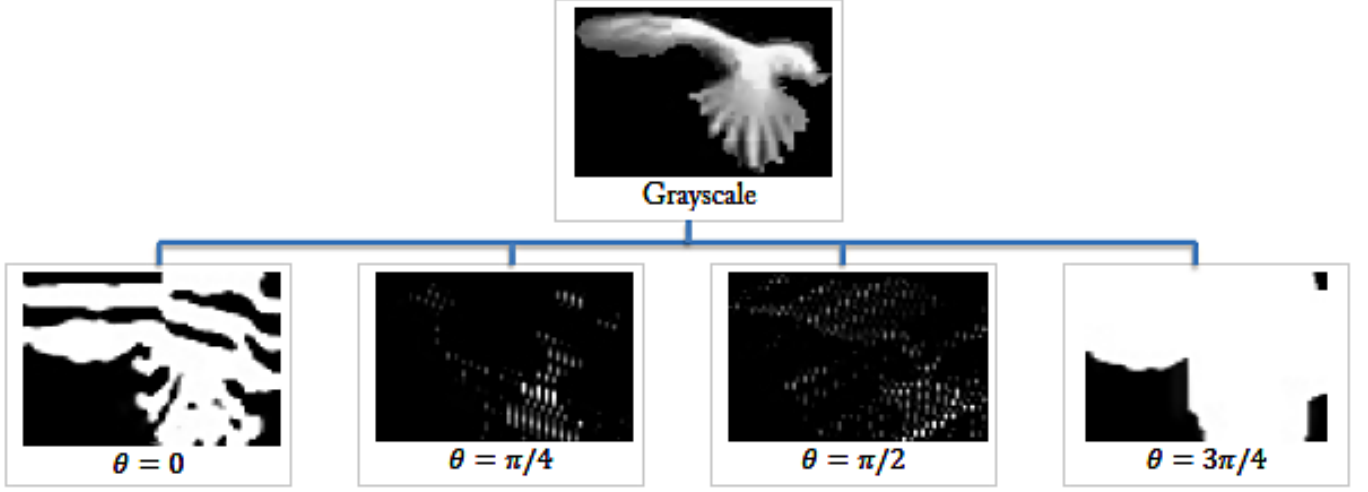 Grayscale
θ = 0
θ = π/4
θ = π/2
θ = 3π/4